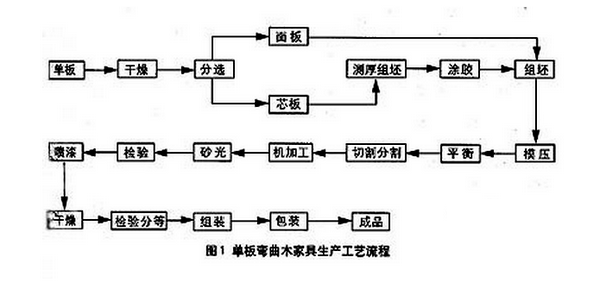 面板
单板 干燥 分选 测厚组坯 涂胶 组坯
芯板
喷漆 检验 砂光 机加工 切割分割 平衡 模压
干燥 检验分等 组装 包装 成品
图1 单板弯曲木家具生产工艺流程